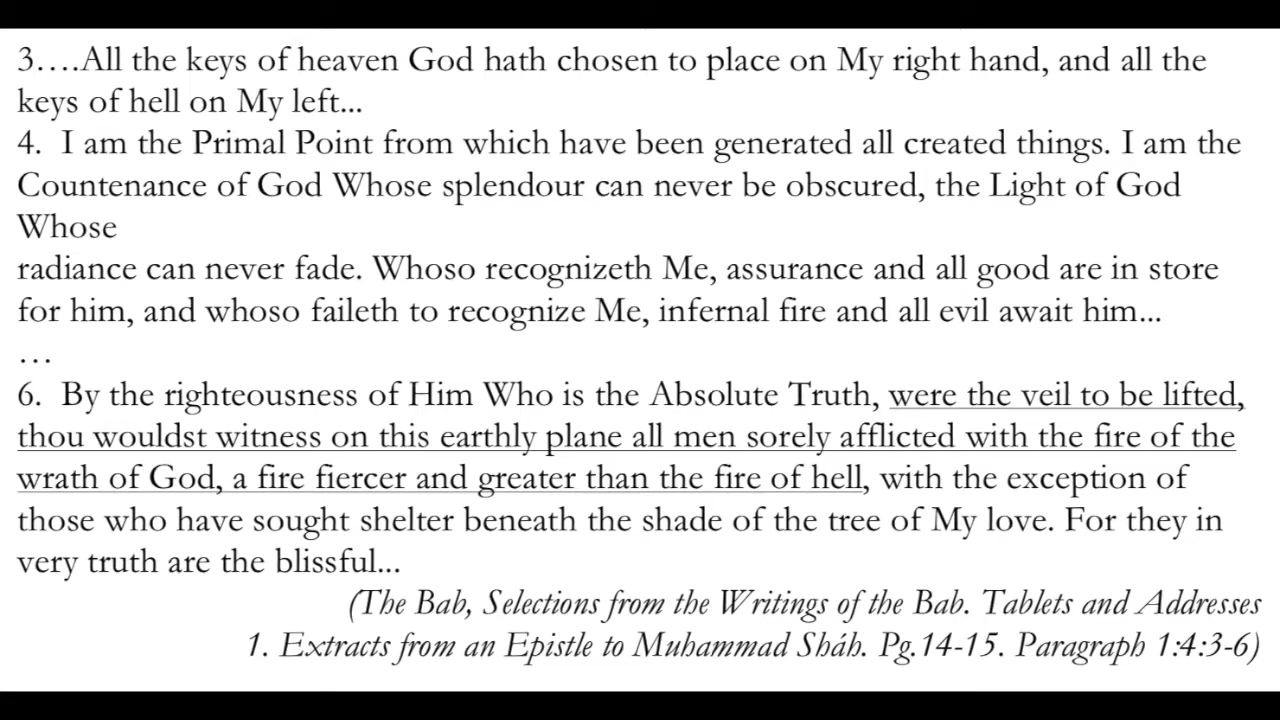 3….All the keys of heaven God hath chosen to place on My right hand, and all the
keys of hell on My left...
4.  I am the Primal Point from which have been generated all created things. I am the
Countenance of God Whose splendour can never be obscured, the Light of God
Whose
radiance can never fade. Whoso recognizeth Me, assurance and all good are in store
for him, and whoso faileth to recognize Me, infernal fire and all evil await him...
…
6.  By the righteousness of Him Who is the Absolute Truth, were the veil to be lifted,
thou wouldst witness on this earthly plane all men sorely afflicted with the fire of the
wrath of God, a fire fiercer and greater than the fire of hell, with the exception of
those who have sought shelter beneath the shade of the tree of My love. For they in
very truth are the blissful...
(The Bab, Selections from the Writings of the Bab. Tablets and Addresses
1. Extracts from an Epistle to Muhammad Sháh. Pg.14-15. Paragraph 1:4:3-6)